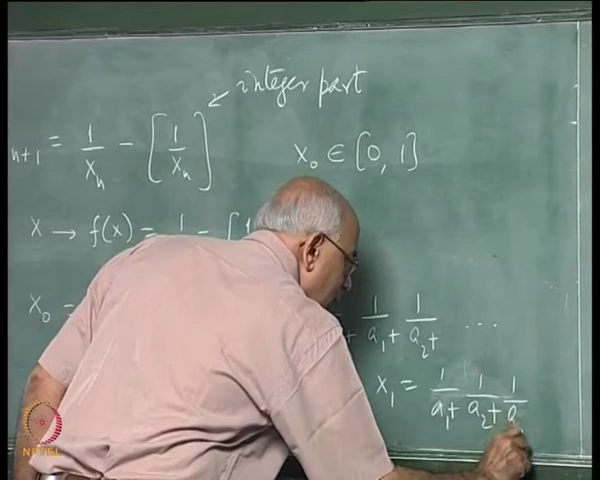 integer part
n+1 = 1/x_n − [1/x_n]
x_0 ∈ [0, 1]
x → f(x) = 1 − [1
x_0 = + 1/a_1+ 1/a_2+ ....
x_1 = 1/a_1+ 1/a_2+ 1/a
NPTEL